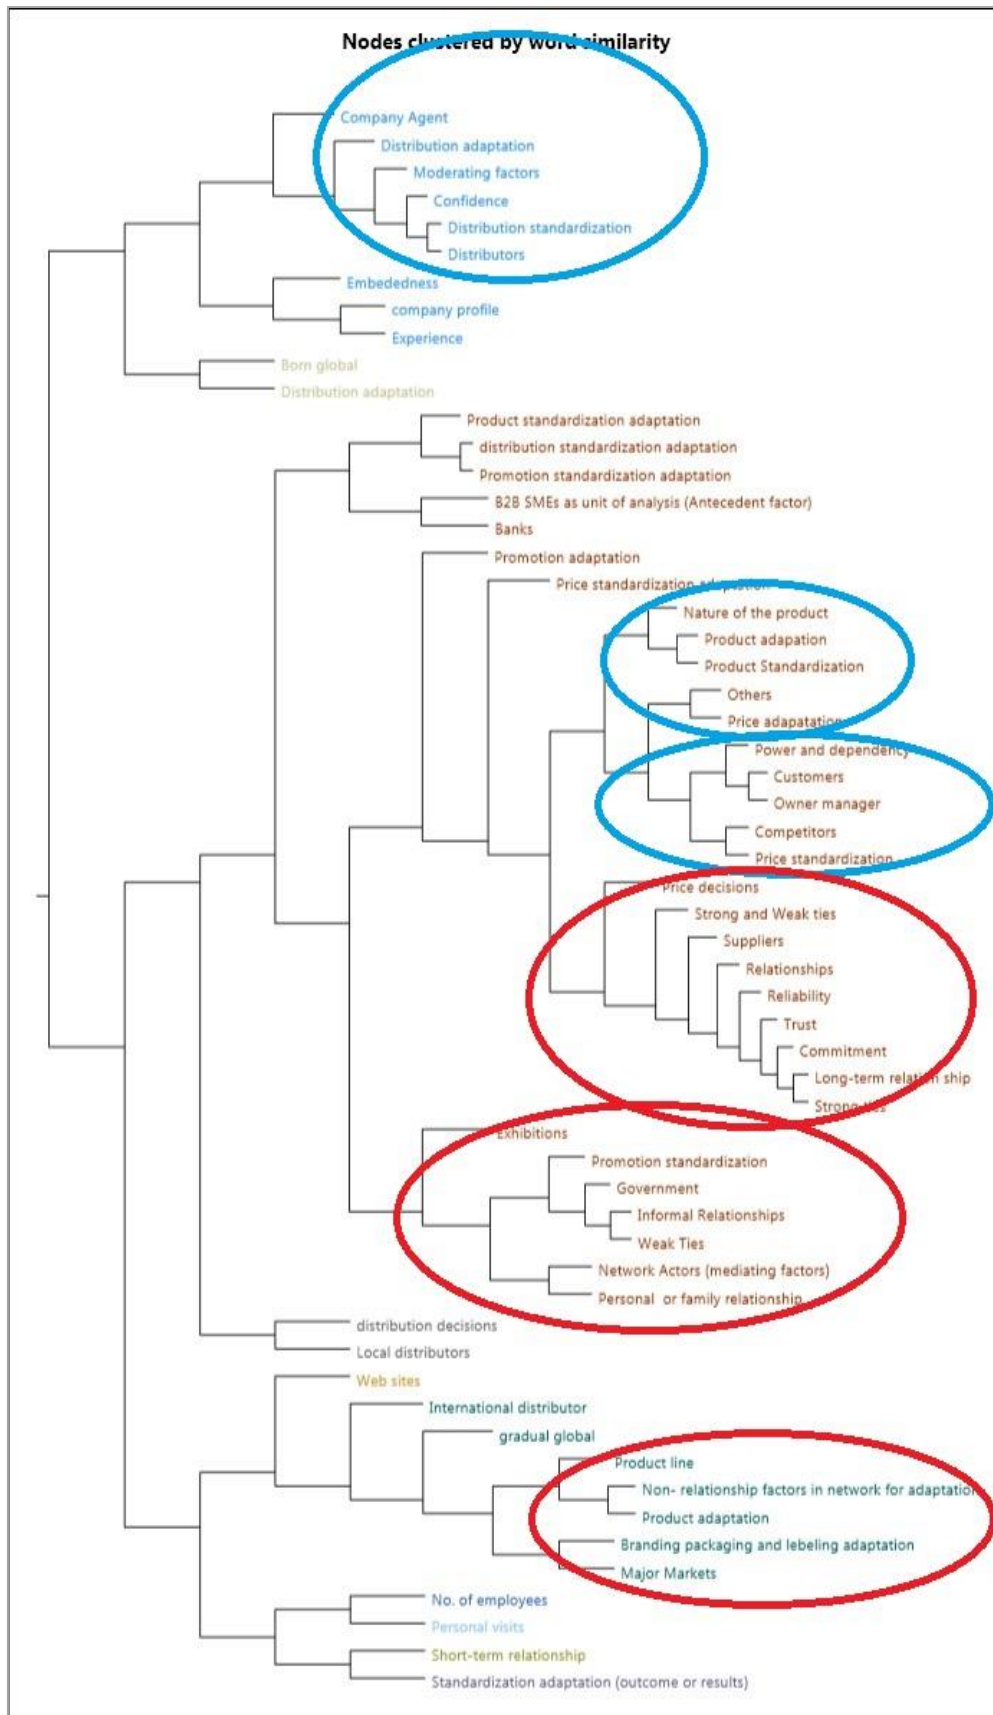 Nodes clustered by word similarity
Company Agent
Distribution adaptation
Moderating factors
Confidence
Distribution standardization
Distributors
Embededness
company profile
Experience
Born global
Distribution adaptation
Product standardization adaptation
distribution standardization adaptation
Promotion standardization adaptation
B2B SMEs as unit of analysis (Antecedent factor)
Banks
Promotion adaptation
Price standardization adaptation
Nature of the product
Product adapation
Product Standardization
Others
Price adapatation
Power and dependency
Customers
Owner manager
Competitors
Price standardization
Price decisions
Strong and Weak ties
Suppliers
Relationships
Reliability
Trust
Commitment
Long-term relation ship
Strong ties
Exhibitions
Promotion standardization
Government
Informal Relationships
Weak Ties
Network Actors (mediating factors)
Personal or family relationship
distribution decisions
Local distributors
Web sites
International distributor
gradual global
Product line
Non- relationship factors in network for adaptation
Product adaptation
Branding packaging and lebeling adaptation
Major Markets
No. of employees
Personal visits
Short-term relationship
Standardization adaptation (outcome or results)